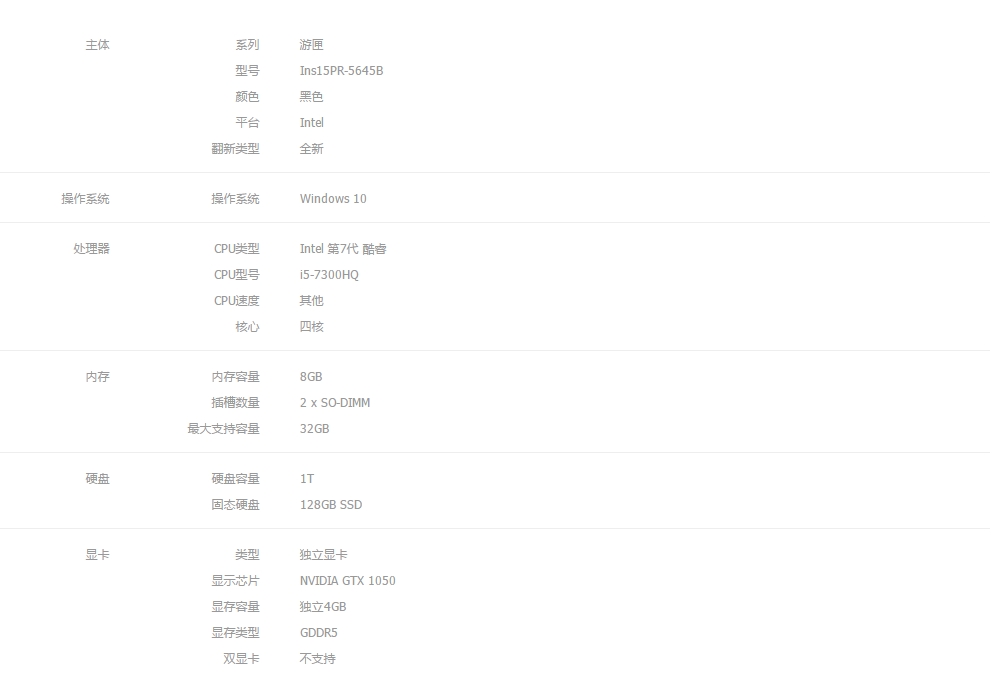 主体 系列 游匣
型号 Ins15PR-5645B
颜色 黑色
平台 Intel
翻新类型 全新
操作系统 操作系统 Windows 10
处理器 CPU类型 Intel 第7代 酷睿
CPU型号 i5-7300HQ
CPU速度 其他
核心 四核
内存 内存容量 8GB
插槽数量 2 x SO-DIMM
最大支持容量 32GB
硬盘 硬盘容量 1T
固态硬盘 128GB SSD
显卡 类型 独立显卡
显示芯片 NVIDIA GTX 1050
显存容量 独立4GB
显存类型 GDDR5
双显卡 不支持